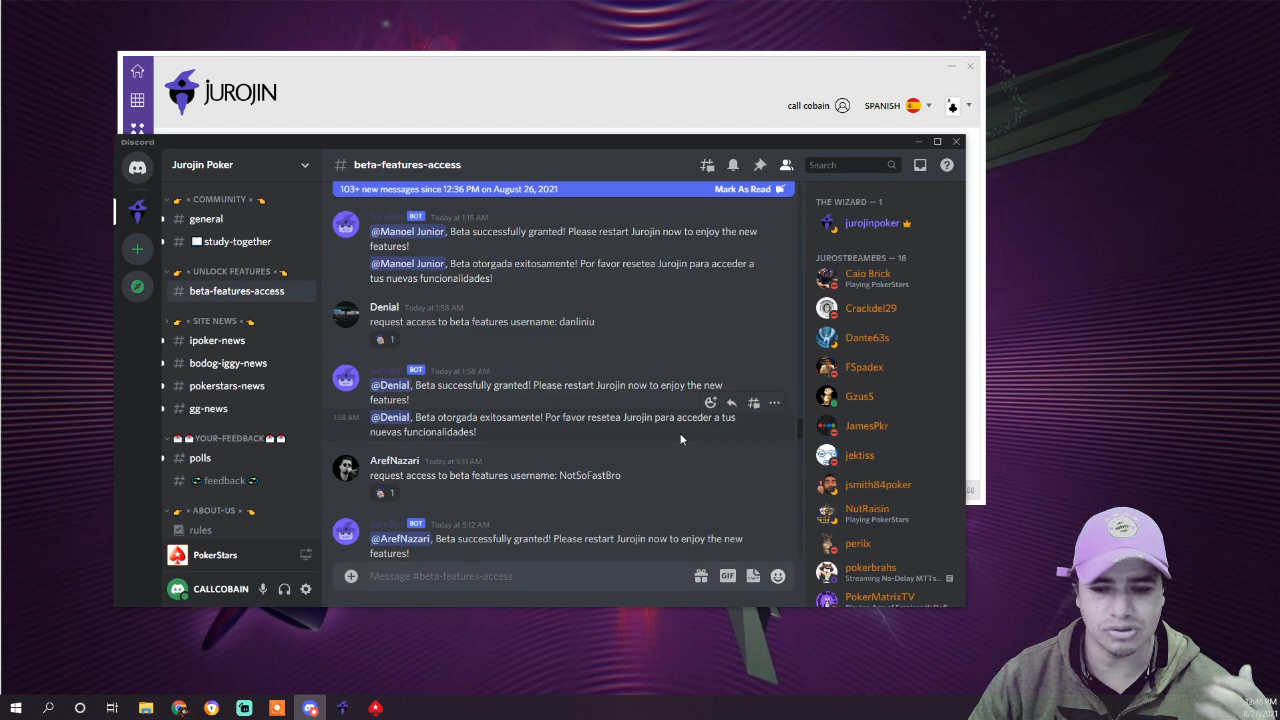 JUROJIN
call cobain
SPANISH
Discord
Jurojin Poker
# beta-features-access
Search
103+ new messages since 12:36 PM on August 26, 2021
Mark As Read
THE WIZARD — 1
jurojinpoker
JUROSTREAMERS — 16
Caio Brick
Playing PokerStars
Crackdel29
Dante63s
FSpadex
GzusS
JamesPkr
jektiss
jsmith84poker
NutRaisin
Playing PokerStars
periix
pokerbrahs
Streaming No-Delay MTTs...
PokerMatrixTV
× COMMUNITY ×
# general
# study-together
× UNLOCK FEATURES ×
# beta-features-access
× SITE NEWS ×
# ipoker-news
# bodog-iggy-news
# pokerstars-news
# gg-news
× YOUR-FEEDBACK ×
# polls
# feedback
× ABOUT-US ×
rules
PokerStars
CALLCOBAIN
JuroBot BOT Today at 1:15 AM
@Manoel Junior, Beta successfully granted! Please restart Jurojin now to enjoy the new
features!
@Manoel Junior, Beta otorgada exitosamente! Por favor resetea Jurojin para acceder a
tus nuevas funcionalidades!
Denial Today at 1:58 AM
request access to beta features username: danliniu
1
JuroBot BOT Today at 1:58 AM
@Denial, Beta successfully granted! Please restart Jurojin now to enjoy the new
features!
1:58 AM @Denial, Beta otorgada exitosamente! Por favor resetea Jurojin para acceder a tus
nuevas funcionalidades!
ArefNazari Today at 5:11 AM
request access to beta features username: NotSoFastBro
1
JuroBot BOT Today at 5:12 AM
@ArefNazari, Beta successfully granted! Please restart Jurojin now to enjoy the new
features!
Message #beta-features-access
GIF
8/27/2021